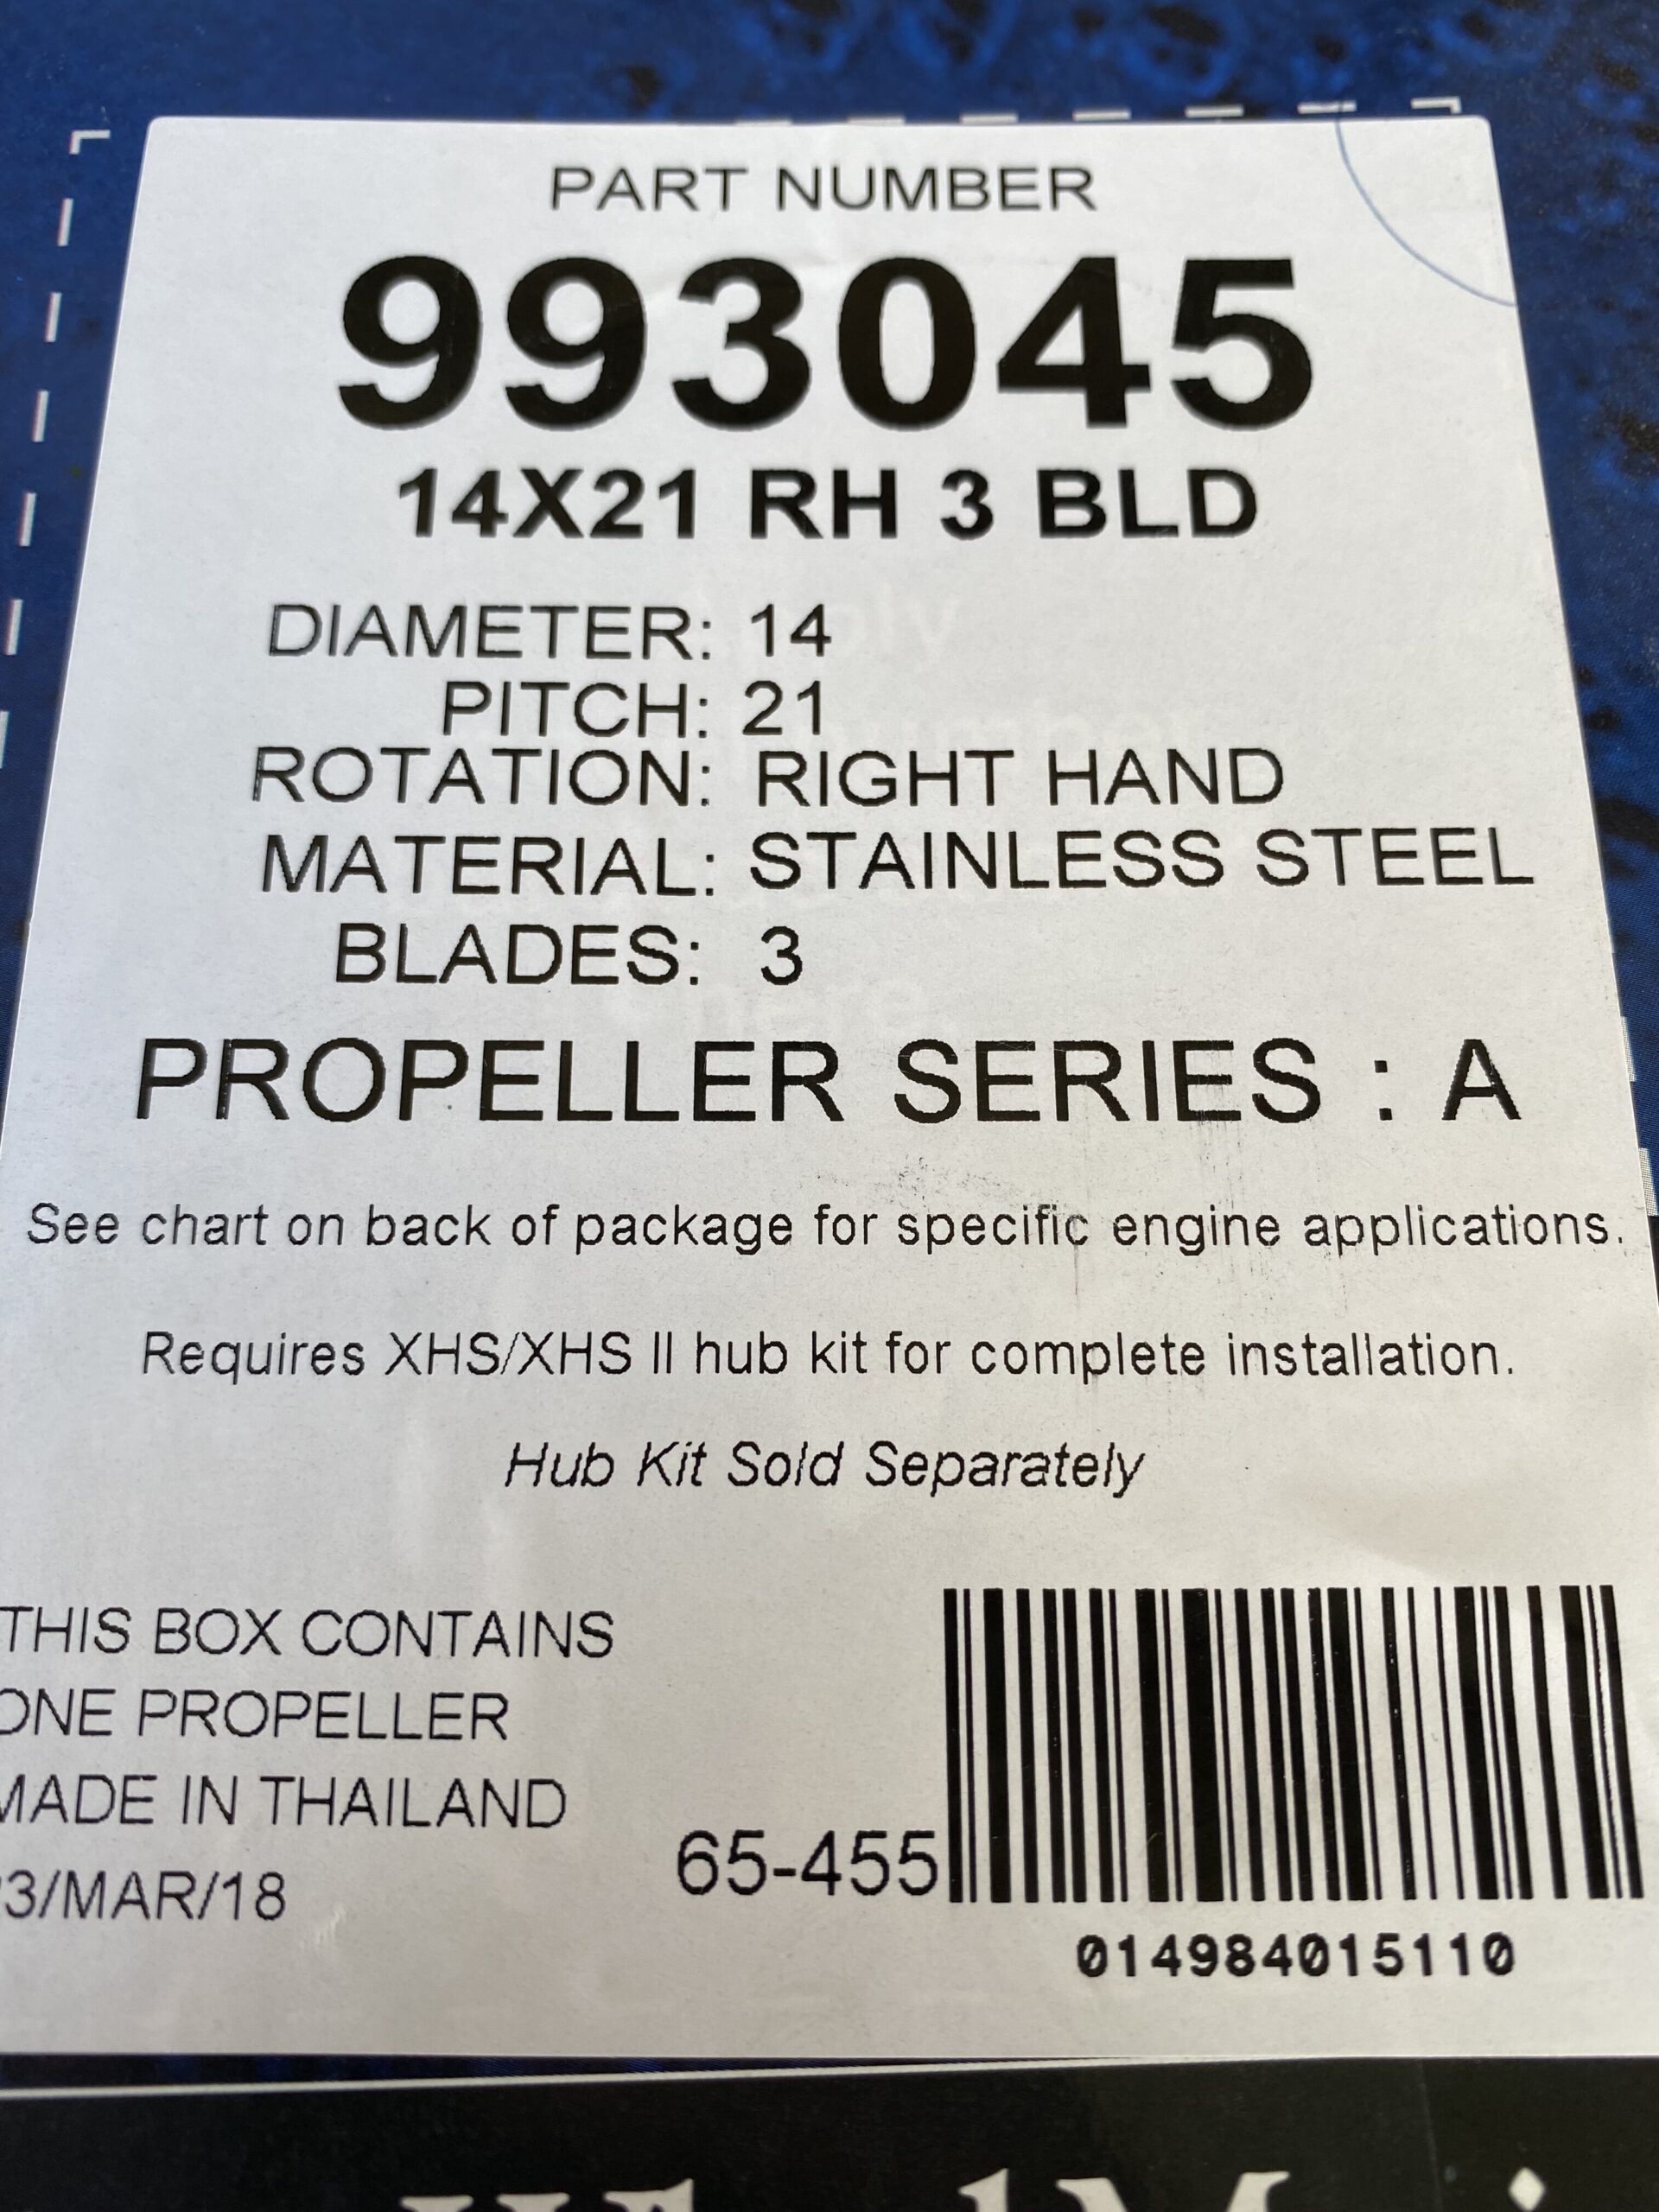 PART NUMBER
993045
14X21 RH 3 BLD
DIAMETER: 14
PITCH: 21
ROTATION: RIGHT HAND
MATERIAL: STAINLESS STEEL
BLADES: 3
PROPELLER SERIES : A
See chart on back of package for specific engine applications.
Requires XHS/XHS II hub kit for complete installation.
Hub Kit Sold Separately
THIS BOX CONTAINS
ONE PROPELLER
MADE IN THAILAND
3/MAR/18
65-455
014984015110